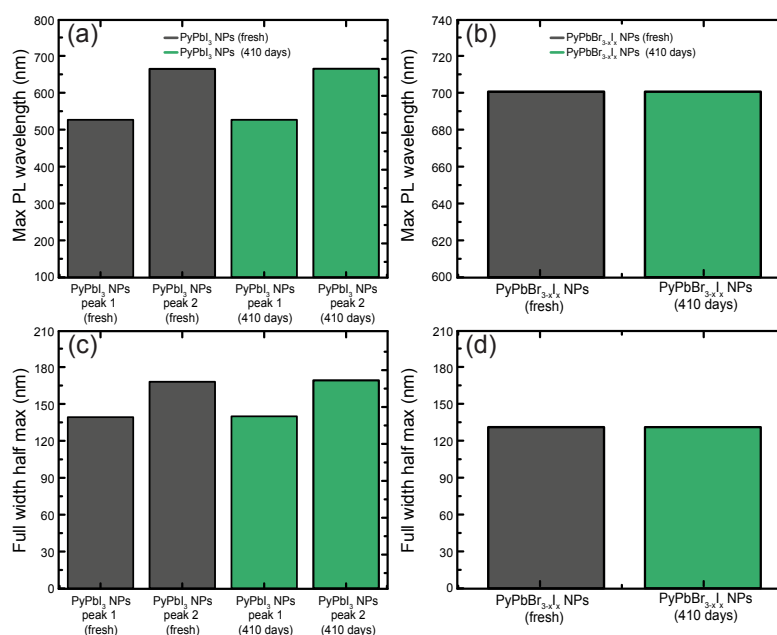 (a)
PyPbI₃ NPs (fresh)
PyPbI₃ NPs (410 days)
Max PL wavelength (nm)
800
700
600
500
400
300
200
100
PyPbI₃ NPs
peak 1
(fresh)
PyPbI₃ NPs
peak 2
(fresh)
PyPbI₃ NPs
peak 1
(410 days)
PyPbI₃ NPs
peak 2
(410 days)
(b)
PyPbBr₃₋ₓIₓ NPs (fresh)
PyPbBr₃₋ₓIₓ NPs (410 days)
Max PL wavelength (nm)
740
720
700
680
660
640
620
600
PyPbBr₃₋ₓIₓ NPs
(fresh)
PyPbBr₃₋ₓIₓ NPs
(410 days)
(c)
Full width half max (nm)
210
180
150
120
90
60
30
0
PyPbI₃ NPs
peak 1
(fresh)
PyPbI₃ NPs
peak 2
(fresh)
PyPbI₃ NPs
peak 1
(410 days)
PyPbI₃ NPs
peak 2
(410 days)
(d)
Full width half max (nm)
210
180
150
120
90
60
30
0
PyPbBr₃₋ₓIₓ NPs
(fresh)
PyPbBr₃₋ₓIₓ NPs
(410 days)